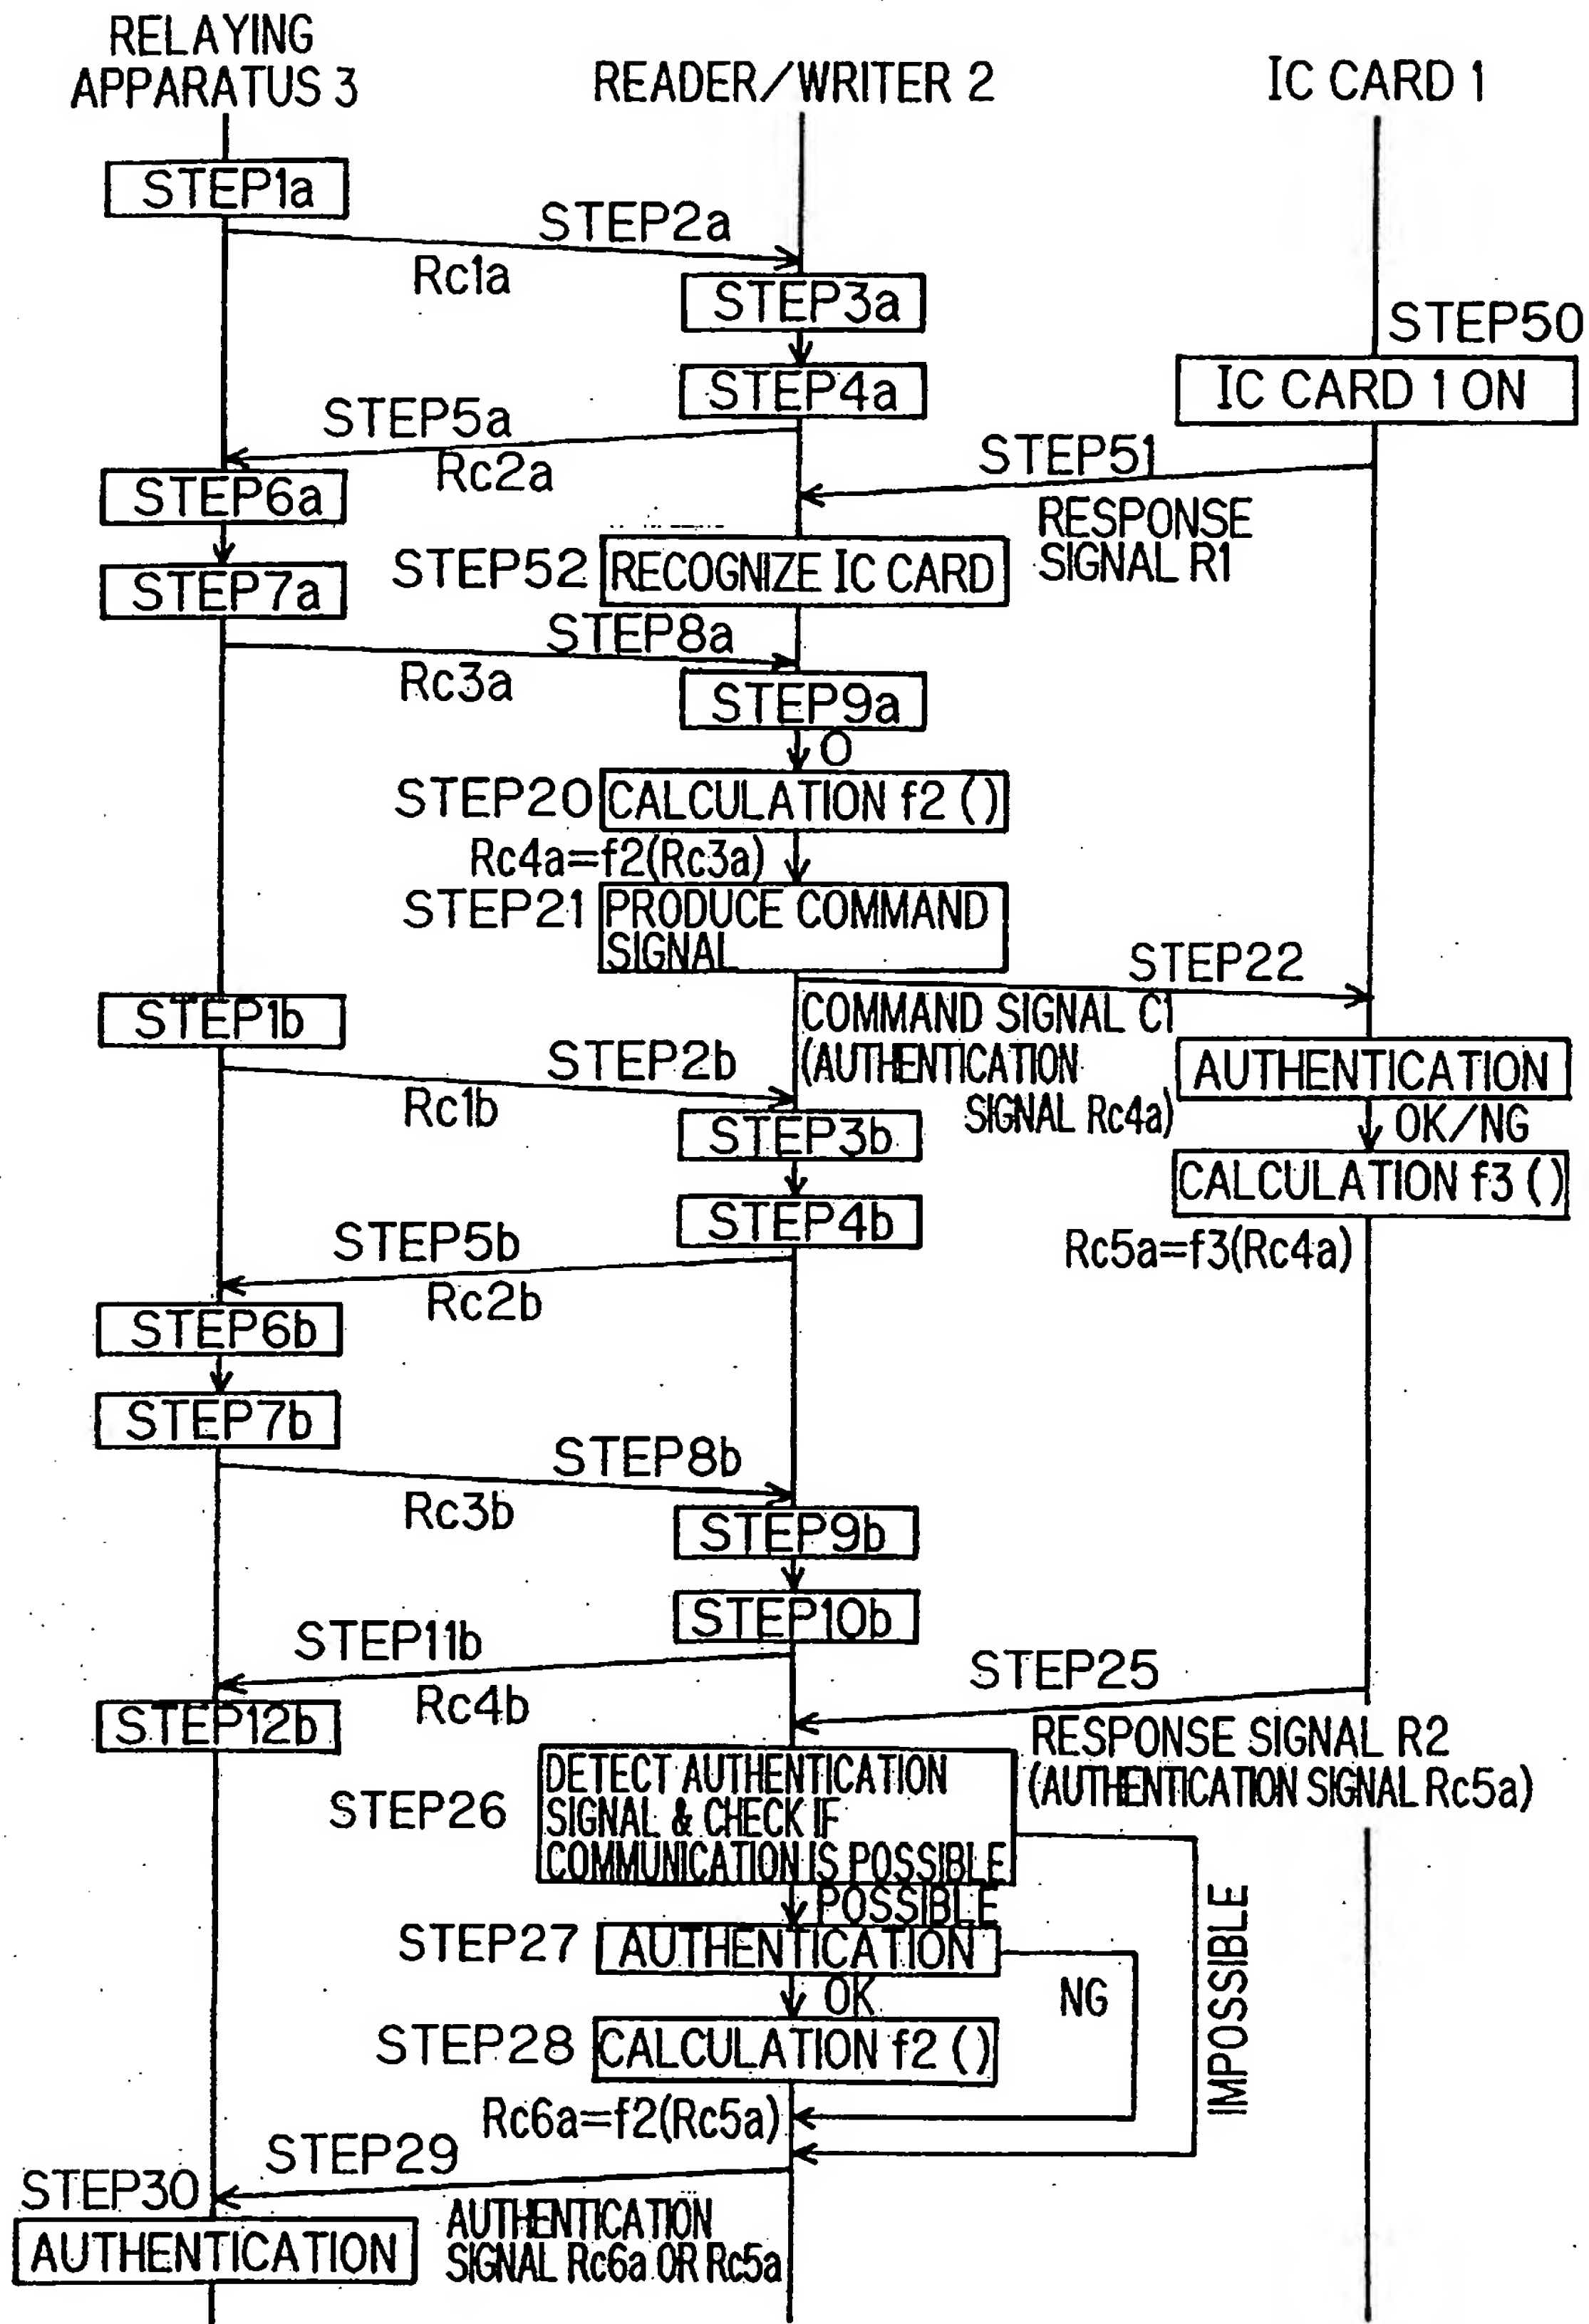 RELAYING
APPARATUS 3
READER/WRITER 2
IC CARD 1
STEP1a
STEP2a
Rc1a
STEP3a
STEP50
STEP4a
IC CARD 1 ON
STEP5a
Rc2a
STEP51
STEP6a
RESPONSE
SIGNAL R1
STEP52
RECOGNIZE IC CARD
STEP7a
STEP8a
Rc3a
STEP9a
O
STEP20
CALCULATION f2 ()
Rc4a=f2(Rc3a)
STEP21
PRODUCE COMMAND
SIGNAL
STEP22
STEP1b
COMMAND SIGNAL C1
(AUTHENTICATION
SIGNAL Rc4a)
STEP2b
Rc1b
AUTHENTICATION
OK/NG
STEP3b
CALCULATION f3 ()
STEP4b
Rc5a=f3(Rc4a)
STEP5b
Rc2b
STEP6b
STEP7b
STEP8b
Rc3b
STEP9b
STEP10b
STEP11b
Rc4b
STEP25
STEP12b
RESPONSE SIGNAL R2
(AUTHENTICATION SIGNAL Rc5a)
STEP26
DETECT AUTHENTICATION
SIGNAL & CHECK IF
COMMUNICATION IS POSSIBLE
POSSIBLE
IMPOSSIBLE
STEP27
AUTHENTICATION
OK
NG
STEP28
CALCULATION f2 ()
Rc6a=f2(Rc5a)
STEP29
STEP30
AUTHENTICATION
AUTHENTICATION
SIGNAL Rc6a OR Rc5a